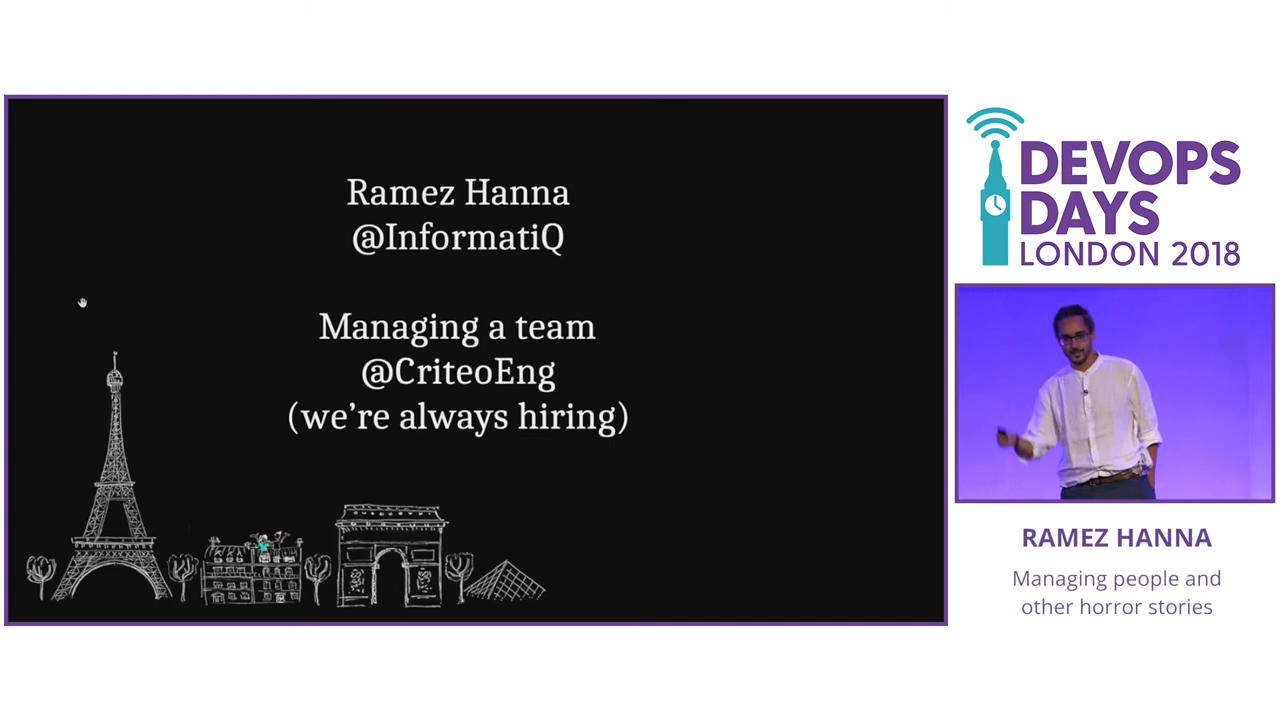 Ramez Hanna
@InformatiQ
Managing a team
@CriteoEng
(we're always hiring)
DEVOPS
DAYS
LONDON 2018
RAMEZ HANNA
Managing people and
other horror stories